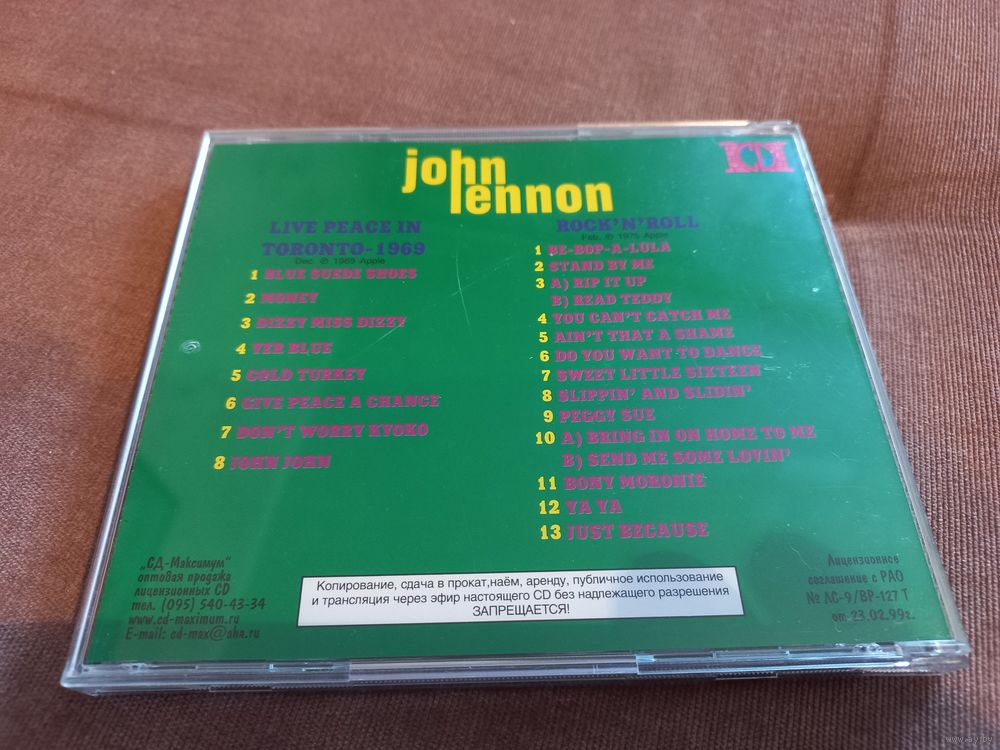 john
lennon
CD
LIVE PEACE IN
TORONTO-1969
Dec. ℗ 1969 Apple
1 BLUE SUEDE SHOES
2 MONEY
3 DIZZY MISS DIZZY
4 YER BLUE
5 COLD TURKEY
6 GIVE PEACE A CHANCE
7 DON'T WORRY KYOKO
8 JOHN JOHN
ROCK'N'ROLL
Febr. ℗ 1975 Apple
1 BE-BOP-A-LULA
2 STAND BY ME
3 A) RIP IT UP
B) READ TEDDY
4 YOU CAN'T CATCH ME
5 AIN'T THAT A SHAME
6 DO YOU WANT TO DANCE
7 SWEET LITTLE SIXTEEN
8 SLIPPIN' AND SLIDIN'
9 PEGGY SUE
10 A) BRING IN ON HOME TO ME
B) SEND ME SOME LOVIN'
11 BONY MORONIE
12 YA YA
13 JUST BECAUSE
„СД-Максимум"
оптовая продажа
лицензионных CD
тел. (095) 540-43-34
www.cd-maximum.ru
E-mail: cd-max@aha.ru
Копирование, сдача в прокат,наём, аренду, публичное использование
и трансляция через эфир настоящего CD без надлежащего разрешения
ЗАПРЕЩАЕТСЯ!
Лицензионное
соглашение с РАО
№ ЛС-9/ВР-127 Т
от 23.02.99г.
www.ay.by